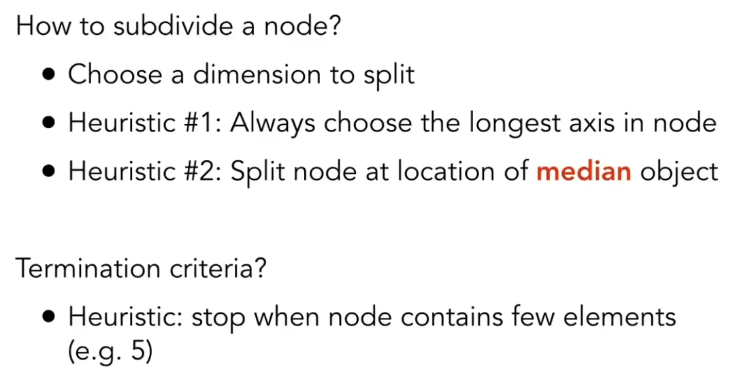 How to subdivide a node?
● Choose a dimension to split
● Heuristic #1: Always choose the longest axis in node
● Heuristic #2: Split node at location of median object
Termination criteria?
● Heuristic: stop when node contains few elements
(e.g. 5)